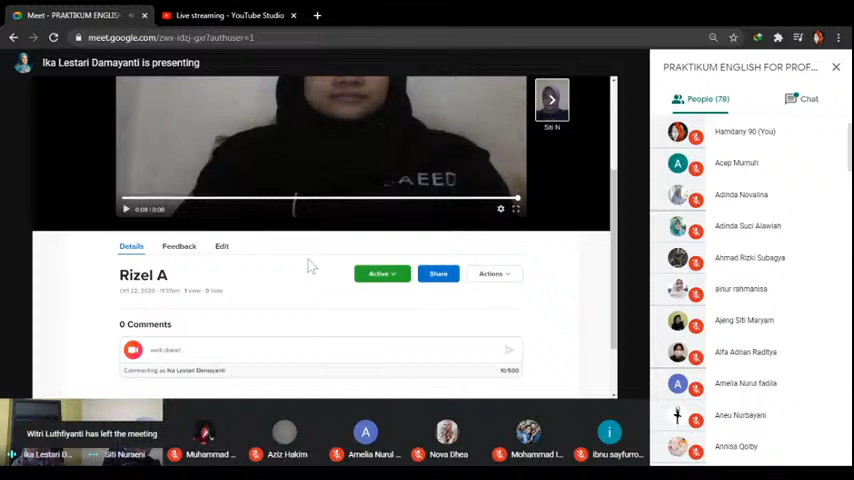 Meet - PRAKTIKUM ENGLISH
Live streaming - YouTube Studio
meet.google.com/zwx-idzj-gxr?authuser=1
Ika Lestari Damayanti is presenting
PRAKTIKUM ENGLISH FOR PROF...
People (78)
Chat
Siti N
AEED
0:08 / 0:08
Details
Feedback
Edit
Rizel A
Active
Share
Actions
0 Comments
well done!
Commenting as Ika Lestari Damayanti
10/500
Hamdany 90 (You)
Acep Mumuh
Adinda Novalina
Adinda Suci Alawiah
Ahmad Rizki Subagya
ainur rahmanisa
Ajeng Siti Maryam
Alfa Adnan Raditya
Amelia Nurul fadila
Aneu Nurbayani
Annisa Qolby
Witri Luthfiyanti has left the meeting
Ika Lestari D...
Siti Nuraeni
Muhammad ...
Aziz Hakim
Amelia Nurul ...
Nova Dhea
Mohammad I...
ibnu sayfurro...
A
A
A
i